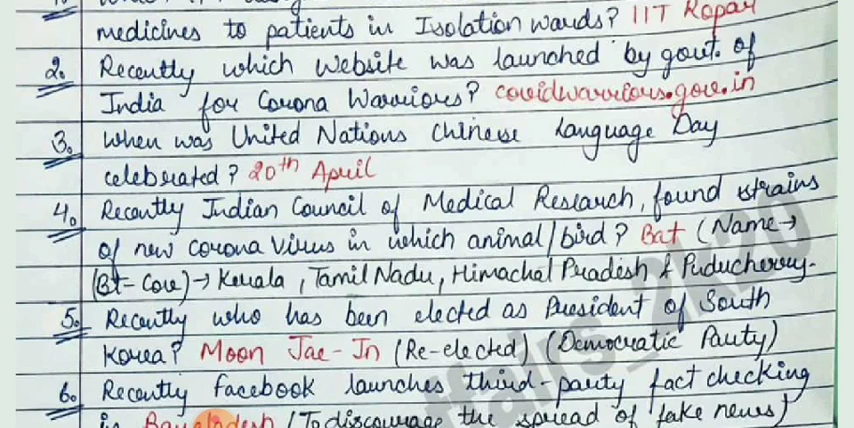 medicines to patients in Isolation wards? IIT Ropar
2. Recently which website was launched by govt. of
India for Corona Warriors? covidwarriors.gov.in
3. When was United Nations Chinese Language Day
celebrated? 20th April
4. Recently Indian Council of Medical Research, found strains
of new corona virus in which animal/bird? Bat (Name→
(Bt-Cov)→ Kerala, Tamil Nadu, Himachal Pradesh & Puducherry.
5. Recently who has been elected as President of South
Korea? Moon Jae-In (Re-elected) (Democratic Party)
6. Recently facebook launches third-party fact checking
in Bangladesh (To discourage the spread of fake news)
ffairs_2k20